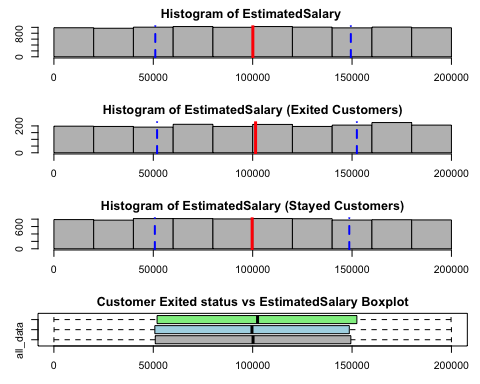 Histogram of EstimatedSalary
800
0
0 50000 100000 150000 200000
Histogram of EstimatedSalary (Exited Customers)
200
0
0 50000 100000 150000 200000
Histogram of EstimatedSalary (Stayed Customers)
600
0
0 50000 100000 150000 200000
Customer Exited status vs EstimatedSalary Boxplot
all_data
0 50000 100000 150000 200000